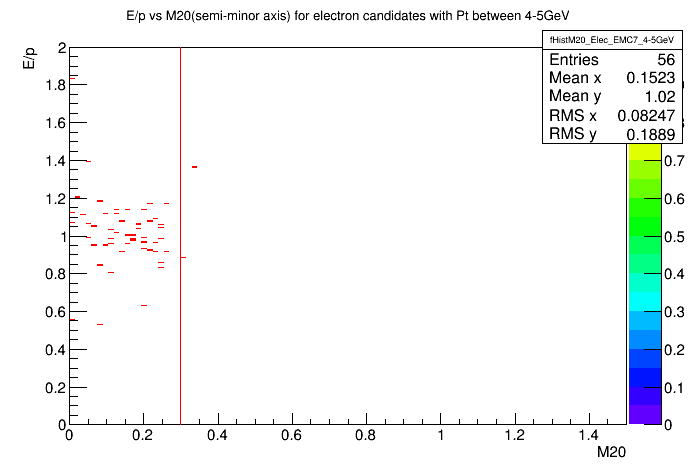 E/p vs M20(semi-minor axis) for electron candidates with Pt between 4-5GeV
fHistM20_Elec_EMC7_4-5GeV
Entries 56
Mean x 0.1523
Mean y 1.02
RMS x 0.08247
RMS y 0.1889
E/p
2
1.8
1.6
1.4
1.2
1
0.8
0.6
0.4
0.2
0
0 0.2 0.4 0.6 0.8 1 1.2 1.4
M20
0.7
0.6
0.5
0.4
0.3
0.2
0.1
0